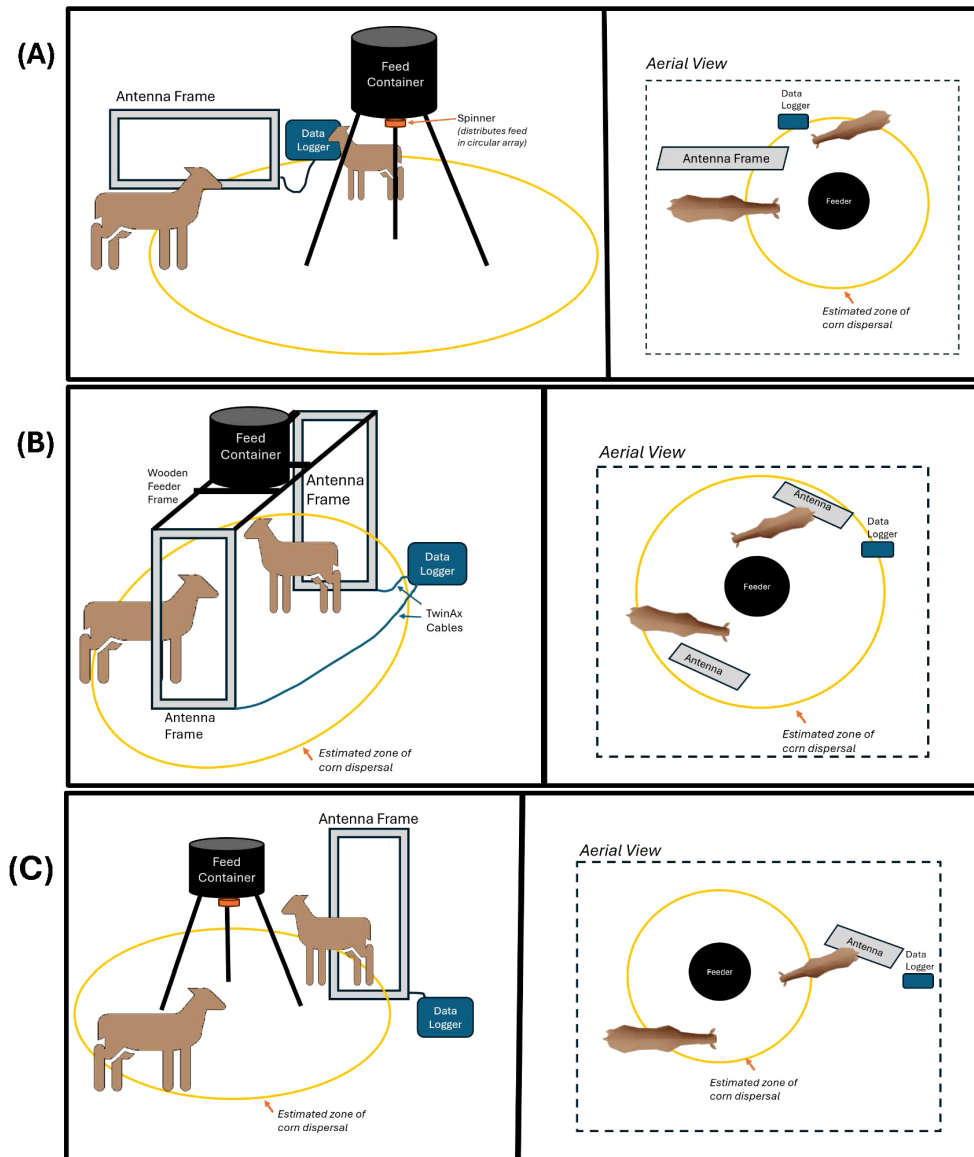 (A)
Antenna Frame
Feed
Container
Data
Logger
Spinner
(distributes feed
in circular array)
Aerial View
Data
Logger
Antenna Frame
Feeder
Estimated zone of
corn dispersal
(B)
Feed
Container
Wooden
Feeder
Frame
Antenna
Frame
Data
Logger
TwinAx
Cables
Antenna
Frame
Estimated zone of
corn dispersal
Aerial View
Antenna
Data
Logger
Feeder
Antenna
Estimated zone of
corn dispersal
(C)
Antenna Frame
Feed
Container
Data
Logger
Estimated zone of
corn dispersal
Aerial View
Antenna
Data
Logger
Feeder
Estimated zone of
corn dispersal